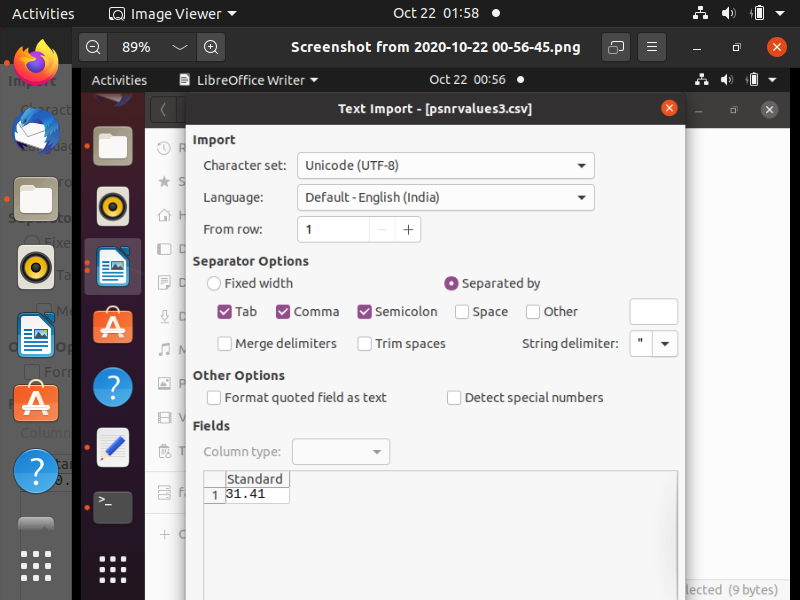 Activities Image Viewer Oct 22 01:58
89% Screenshot from 2020-10-22 00-56-45.png
Activities LibreOffice Writer Oct 22 00:56
Text Import - [psnrvalues3.csv]
Import
Character set: Unicode (UTF-8)
Language: Default - English (India)
From row: 1
Separator Options
Fixed width Separated by
Tab Comma Semicolon Space Other
Merge delimiters Trim spaces String delimiter: "
Other Options
Format quoted field as text Detect special numbers
Fields
Column type:
Standard
1 31.41
(9 bytes)